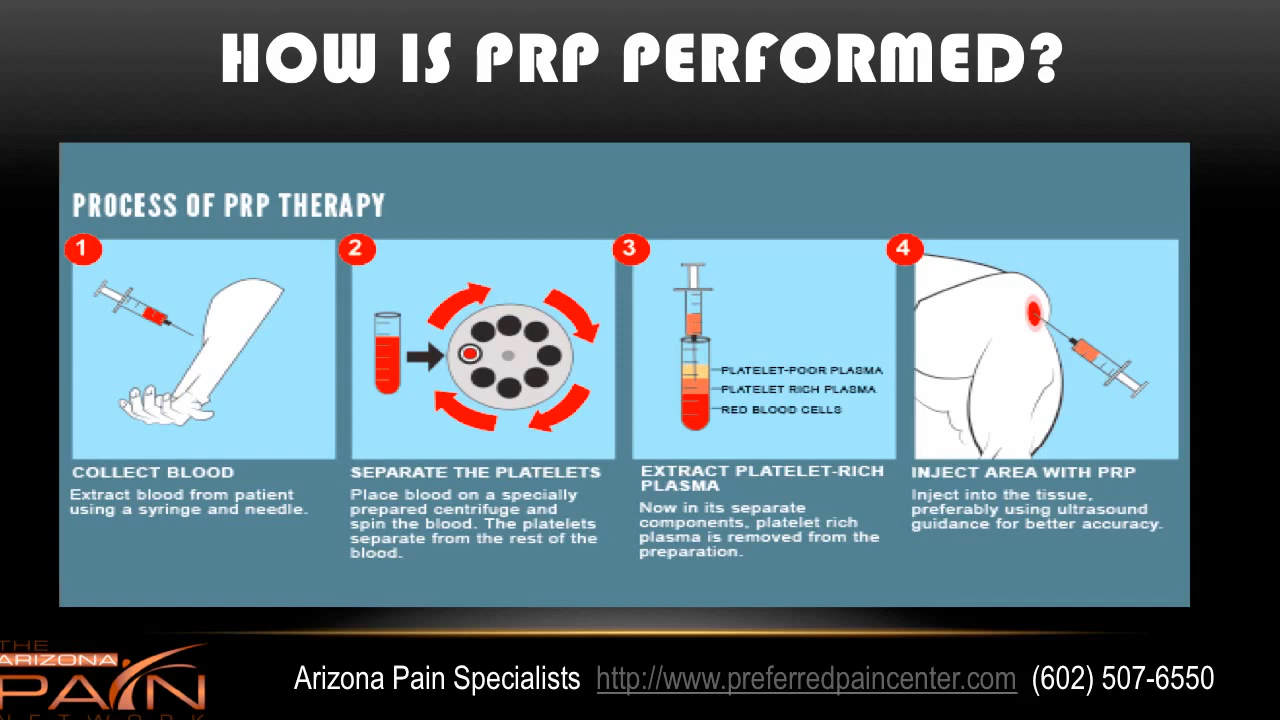 HOW IS PRP PERFORMED?
PROCESS OF PRP THERAPY
1
2
3
4
PLATELET-POOR PLASMA
PLATELET RICH PLASMA
RED BLOOD CELLS
COLLECT BLOOD
Extract blood from patient
using a syringe and needle.
SEPARATE THE PLATELETS
Place blood on a specially
prepared centrifuge and
spin the blood. The platelets
separate from the rest of the
blood.
EXTRACT PLATELET-RICH
PLASMA
Now in its separate
components, platelet rich
plasma is removed from the
preparation.
INJECT AREA WITH PRP
Inject into the tissue,
preferably using ultrasound
guidance for better accuracy.
THE
ARIZONA
PAIN
NETWORK
Arizona Pain Specialists http://www.preferredpaincenter.com (602) 507-6550